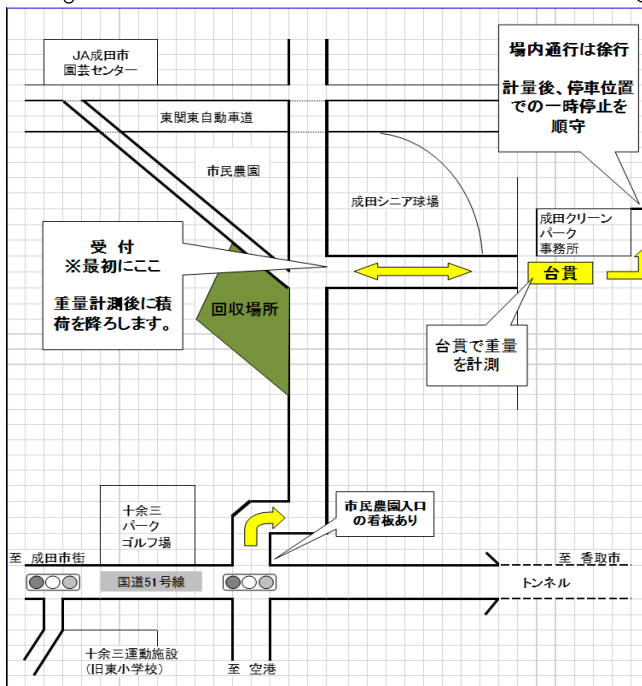 JA成田市
園芸センター
場内通行は徐行
計量後、停車位置
での一時停止を
順守
東関東自動車道
市民農園
成田シニア球場
成田クリーン
パーク
事務所
台貫
受 付
※最初にここ
重量計測後に積
荷を降ろします。
回収場所
台貫で重量
を計測
十余三
パーク
ゴルフ場
市民農園入口
の看板あり
至 成田市街
至 香取市
国道51号線
トンネル
十余三運動施設
(旧東小学校)
至 空港